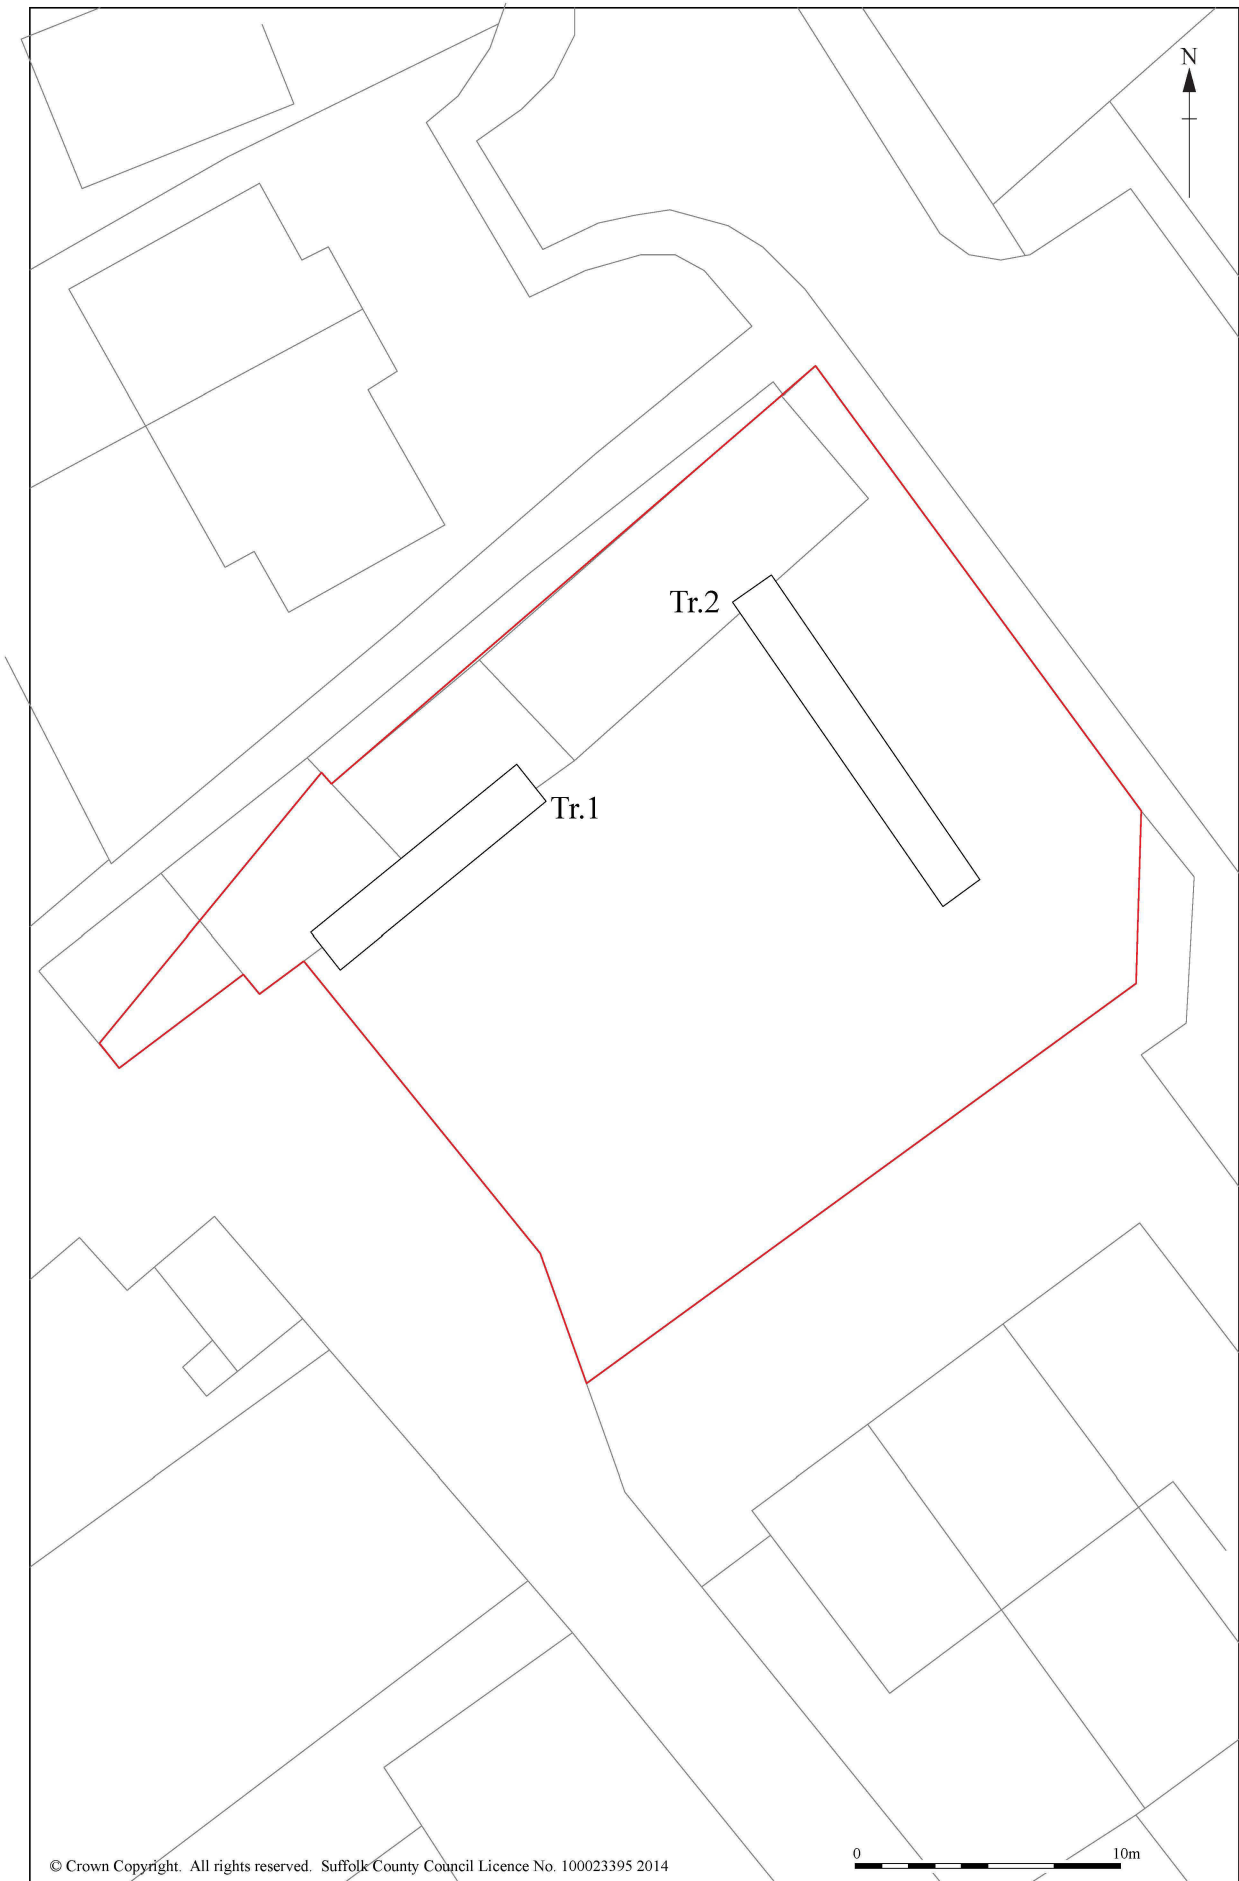 N
Tr.2
Tr.1
0 10m
© Crown Copyright. All rights reserved. Suffolk County Council Licence No. 100023395 2014